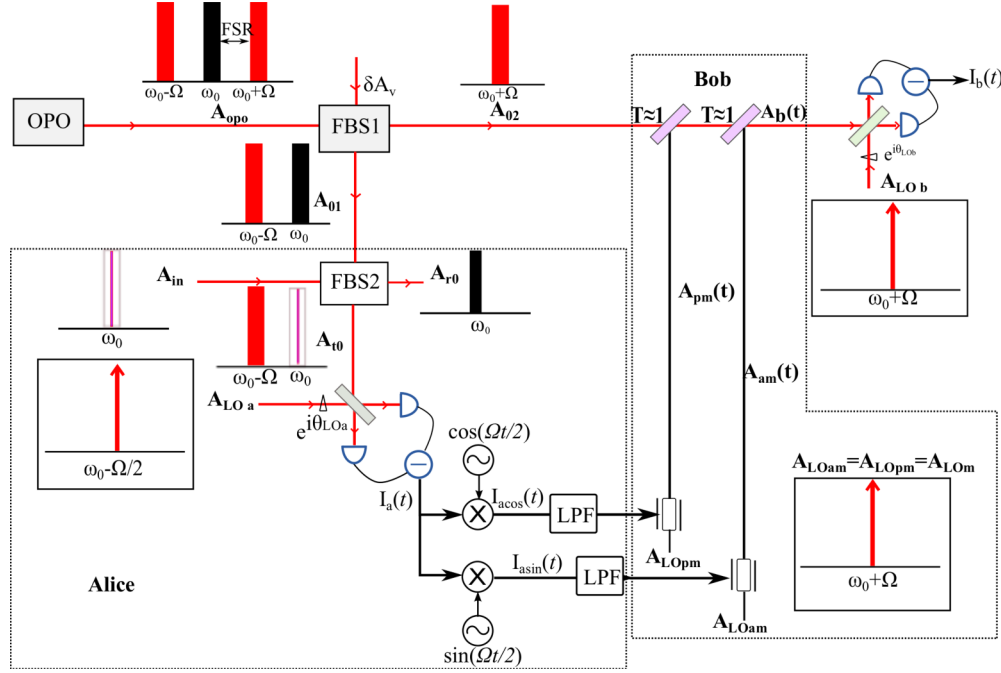 FSR
ω₀-Ω ω₀ ω₀+Ω
ω₀+Ω
δAᵥ
Bob
I_b(t)
OPO
A_opo
FBS1
A_02
T≈1
T≈1
A_b(t)
e^{iθ_LOb}
A_LO b
A_01
ω₀-Ω ω₀
A_in
FBS2
A_r0
A_pm(t)
ω₀+Ω
ω₀
A_t0
ω₀
ω₀-Ω ω₀
A_am(t)
A_LO a
e^{iθ_LOa}
cos(Ωt/2)
ω₀-Ω/2
A_LOam=A_LOpm=A_LOm
I_a(t)
I_acos(t)
LPF
A_LOpm
I_asin(t)
LPF
Alice
ω₀+Ω
A_LOam
sin(Ωt/2)